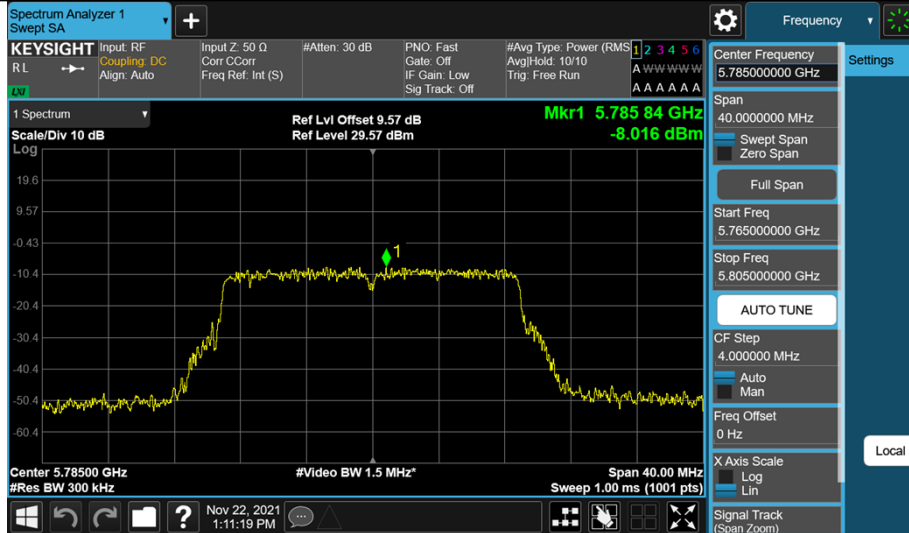 Spectrum Analyzer 1
Swept SA
+
Frequency
KEYSIGHT
RL
LXI
Input: RF
Coupling: DC
Align: Auto
Input Z: 50 Ω
Corr CCorr
Freq Ref: Int (S)
#Atten: 30 dB
PNO: Fast
Gate: Off
IF Gain: Low
Sig Track: Off
#Avg Type: Power (RMS
Avg|Hold: 10/10
Trig: Free Run
1 2 3 4 5 6
A W W W W W
A A A A A A
1 Spectrum
Scale/Div 10 dB
Log
Ref Lvl Offset 9.57 dB
Ref Level 29.57 dBm
Mkr1 5.785 84 GHz
-8.016 dBm
19.6
9.57
-0.43
-10.4
-20.4
-30.4
-40.4
-50.4
-60.4
1
Center 5.78500 GHz
#Res BW 300 kHz
#Video BW 1.5 MHz*
Span 40.00 MHz
Sweep 1.00 ms (1001 pts)
?
Nov 22, 2021
1:11:19 PM
Center Frequency
5.785000000 GHz
Span
40.0000000 MHz
Swept Span
Zero Span
Full Span
Start Freq
5.765000000 GHz
Stop Freq
5.805000000 GHz
AUTO TUNE
CF Step
4.000000 MHz
Auto
Man
Freq Offset
0 Hz
X Axis Scale
Log
Lin
Signal Track
(Span Zoom)
Settings
Local